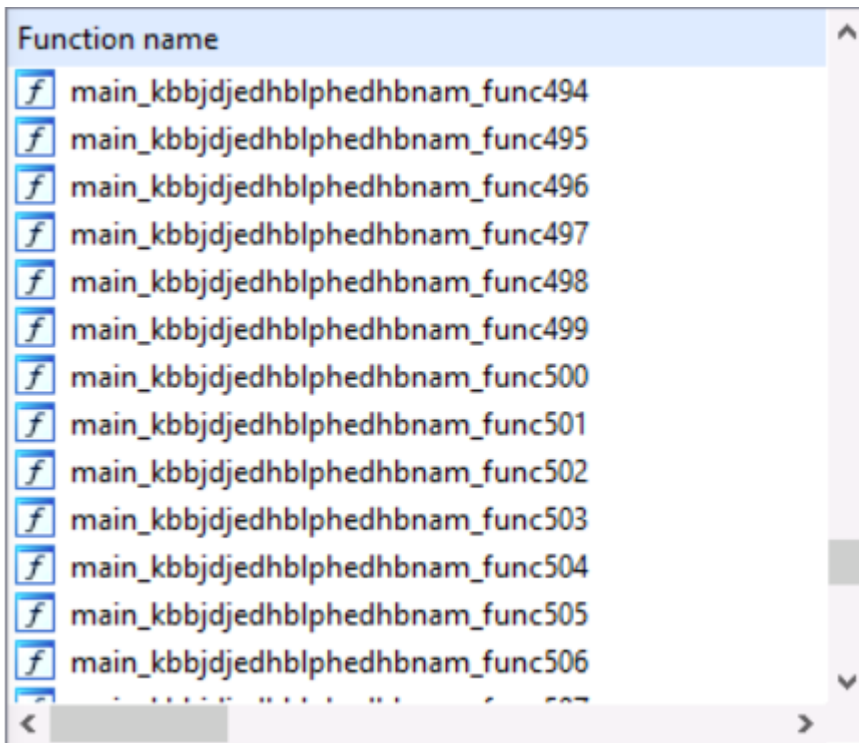 Function name
main_kbbjdjedhblphedhbnam_func494
main_kbbjdjedhblphedhbnam_func495
main_kbbjdjedhblphedhbnam_func496
main_kbbjdjedhblphedhbnam_func497
main_kbbjdjedhblphedhbnam_func498
main_kbbjdjedhblphedhbnam_func499
main_kbbjdjedhblphedhbnam_func500
main_kbbjdjedhblphedhbnam_func501
main_kbbjdjedhblphedhbnam_func502
main_kbbjdjedhblphedhbnam_func503
main_kbbjdjedhblphedhbnam_func504
main_kbbjdjedhblphedhbnam_func505
main_kbbjdjedhblphedhbnam_func506